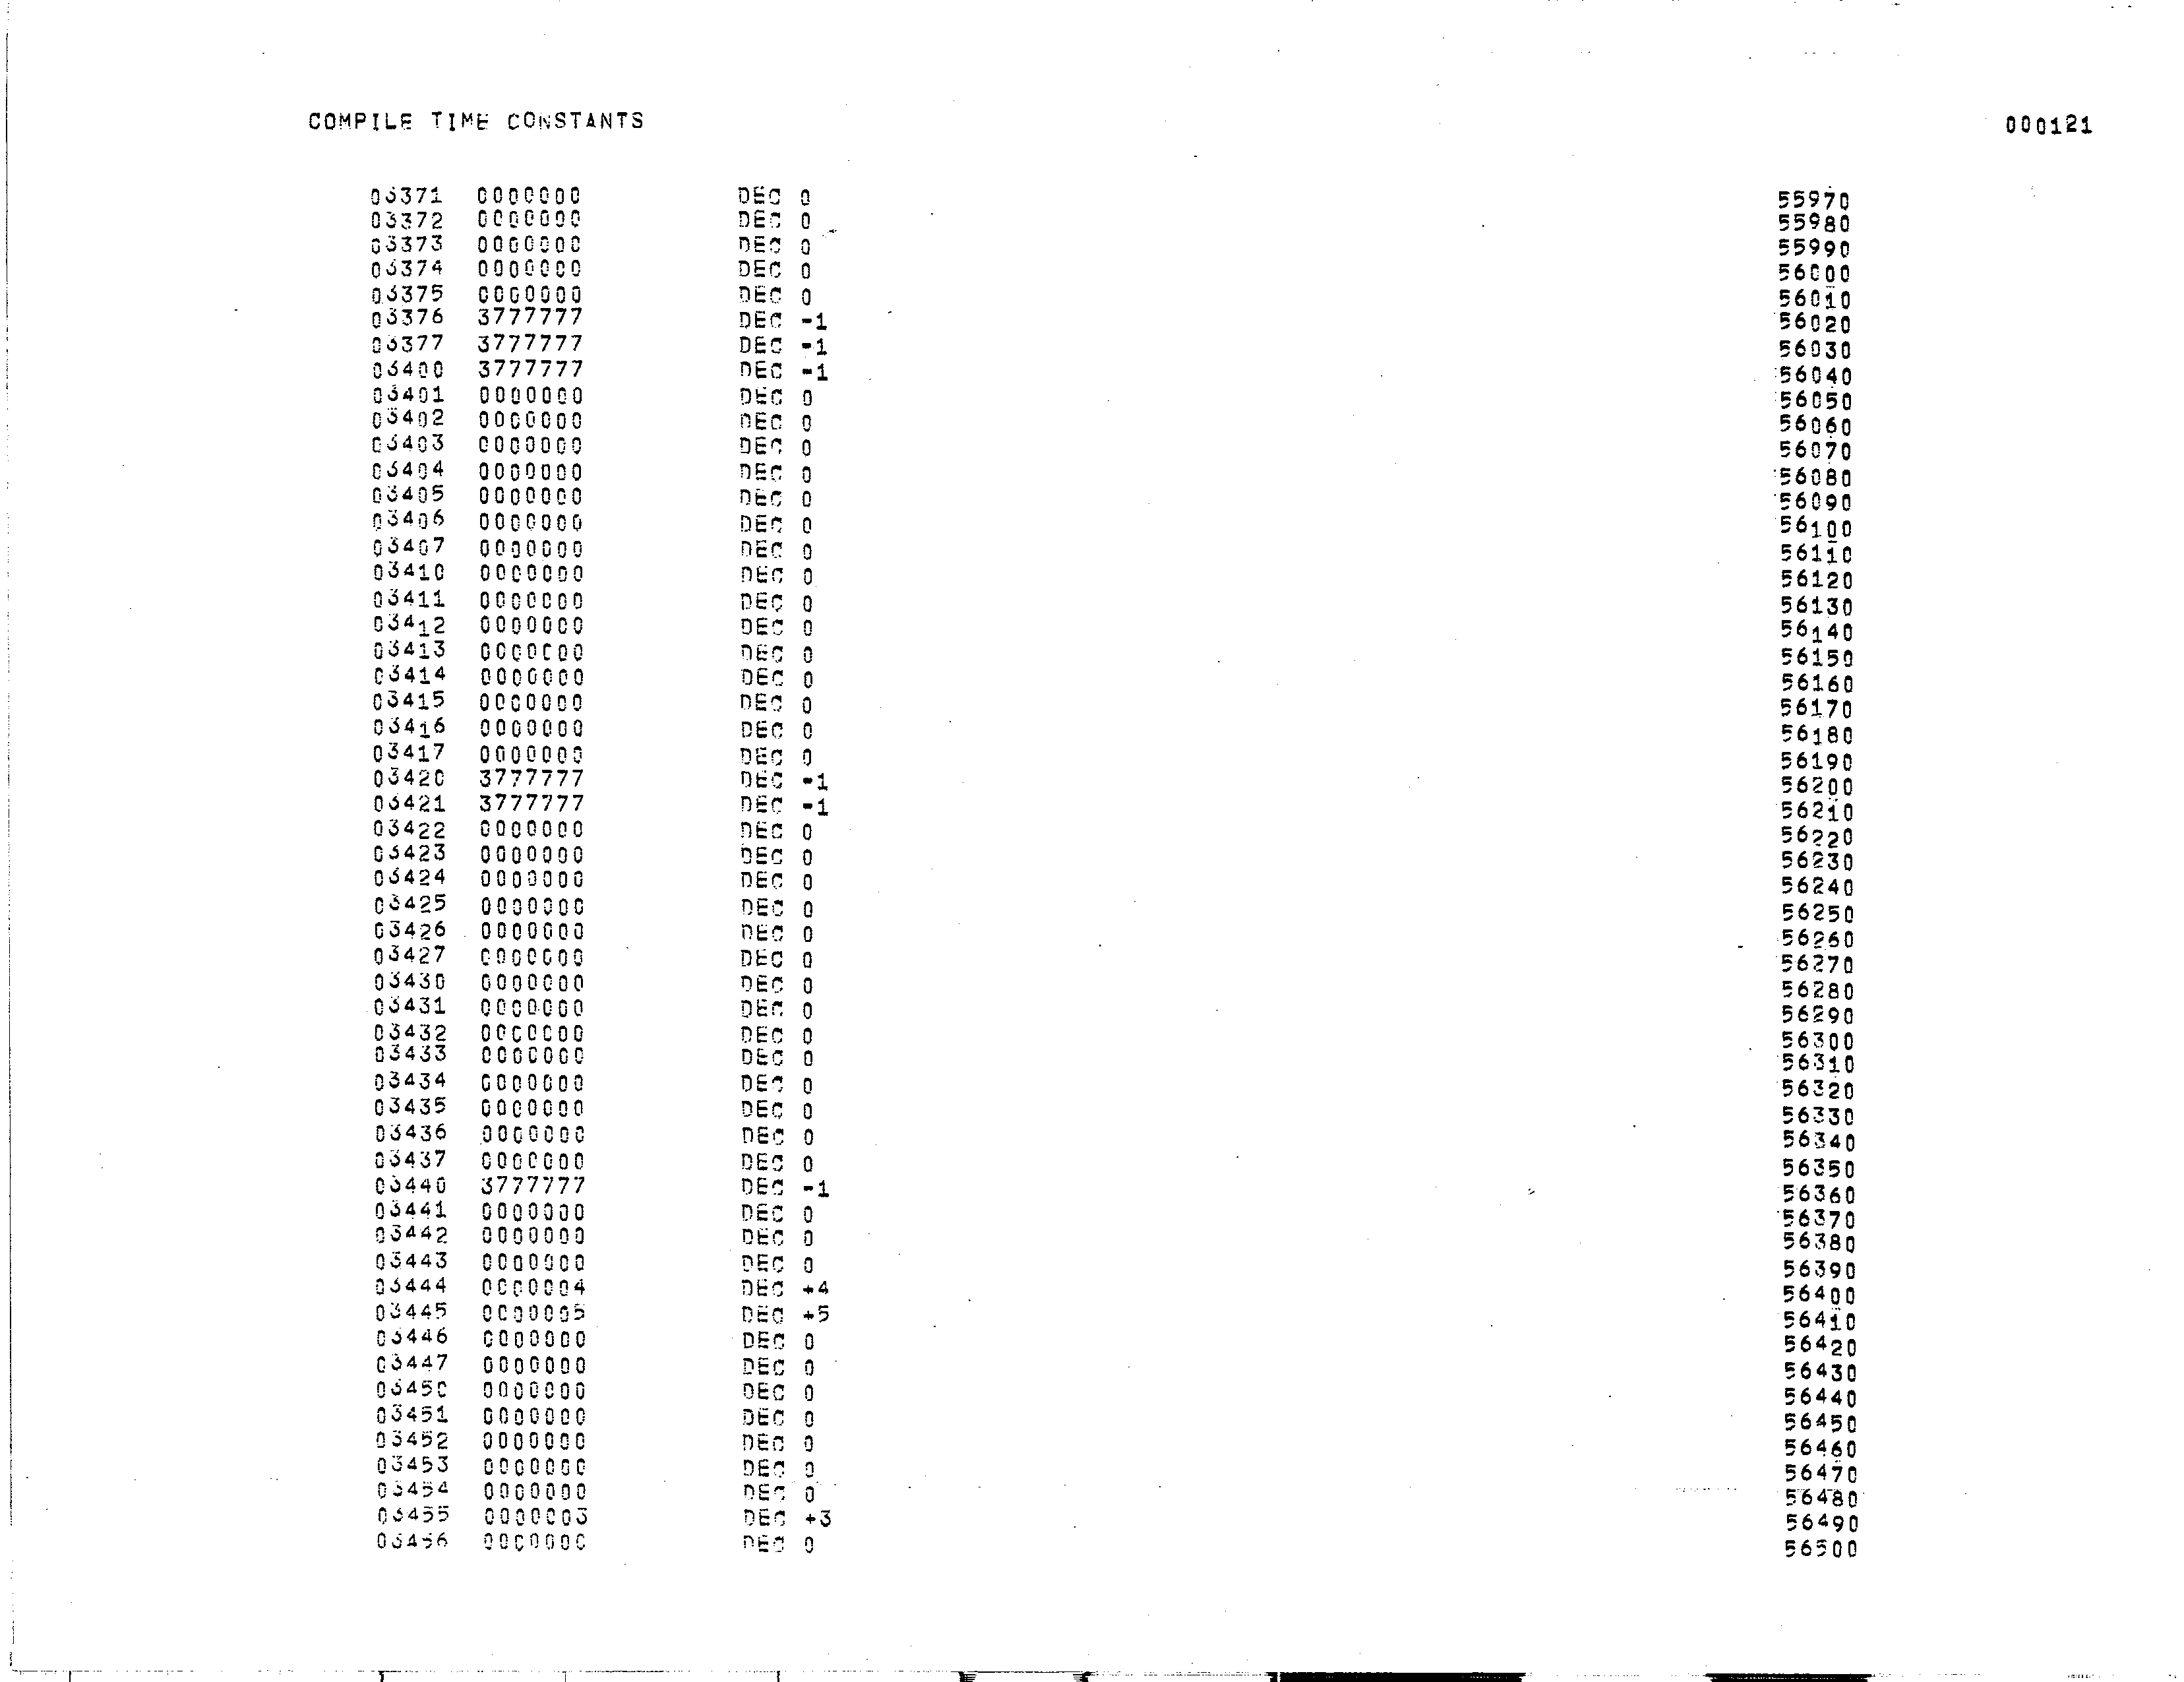 COMPILE TIME CONSTANTS 000121
03371 0000000 DEC 0 55970
03372 0000000 DEC 0 55980
03373 0000000 DEC 0 55990
03374 0000000 DEC 0 56000
03375 0000000 DEC 0 56010
03376 3777777 DEC -1 56020
03377 3777777 DEC -1 56030
03400 3777777 DEC -1 56040
03401 0000000 DEC 0 56050
03402 0000000 DEC 0 56060
03403 0000000 DEC 0 56070
03404 0000000 DEC 0 56080
03405 0000000 DEC 0 56090
03406 0000000 DEC 0 56100
03407 0000000 DEC 0 56110
03410 0000000 DEC 0 56120
03411 0000000 DEC 0 56130
03412 0000000 DEC 0 56140
03413 0000000 DEC 0 56150
03414 0000000 DEC 0 56160
03415 0000000 DEC 0 56170
03416 0000000 DEC 0 56180
03417 0000000 DEC 0 56190
03420 3777777 DEC -1 56200
03421 3777777 DEC -1 56210
03422 0000000 DEC 0 56220
03423 0000000 DEC 0 56230
03424 0000000 DEC 0 56240
03425 0000000 DEC 0 56250
03426 0000000 DEC 0 56260
03427 0000000 DEC 0 56270
03430 0000000 DEC 0 56280
03431 0000000 DEC 0 56290
03432 0000000 DEC 0 56300
03433 0000000 DEC 0 56310
03434 0000000 DEC 0 56320
03435 0000000 DEC 0 56330
03436 0000000 DEC 0 56340
03437 0000000 DEC 0 56350
03440 3777777 DEC -1 56360
03441 0000000 DEC 0 56370
03442 0000000 DEC 0 56380
03443 0000000 DEC 0 56390
03444 0000004 DEC +4 56400
03445 0000005 DEC +5 56410
03446 0000000 DEC 0 56420
03447 0000000 DEC 0 56430
03450 0000000 DEC 0 56440
03451 0000000 DEC 0 56450
03452 0000000 DEC 0 56460
03453 0000000 DEC 0 56470
03454 0000000 DEC 0 56480
03455 0000003 DEC +3 56490
03456 0000000 DEC 0 56500